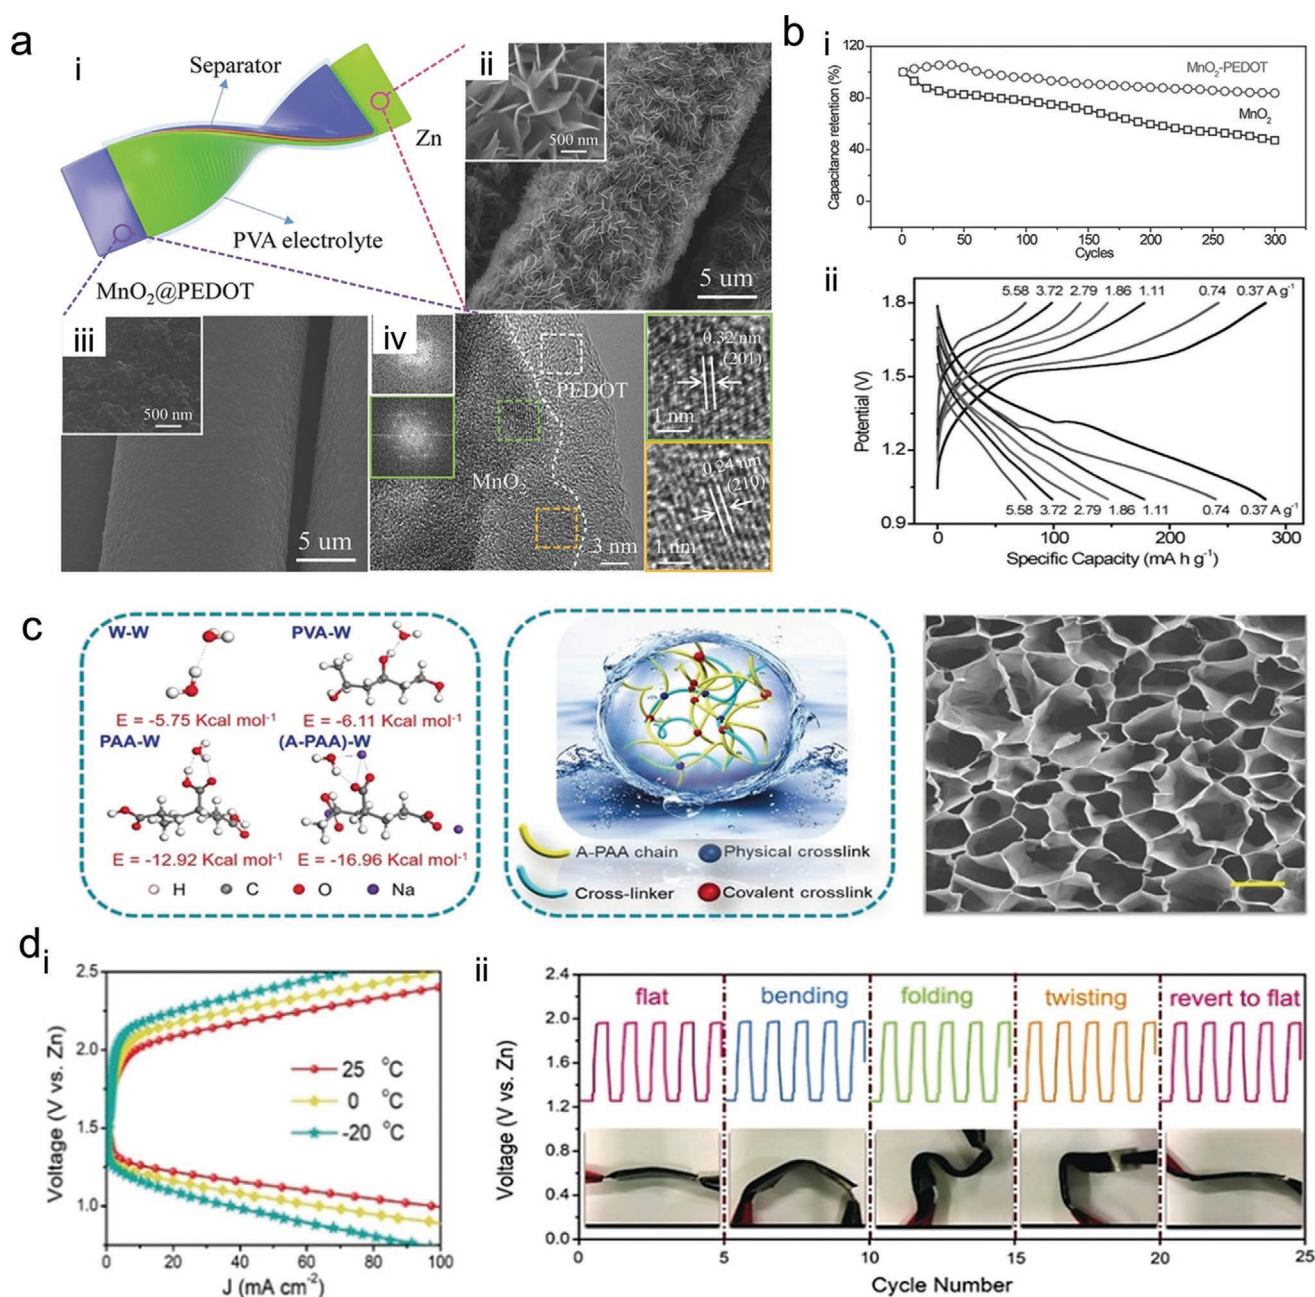 a
i
Separator
Zn
PVA electrolyte
MnO₂@PEDOT
ii
500 nm
5 um
iii
500 nm
5 um
iv
PEDOT
MnO₂
3 nm
0.32 nm
(201)
1 nm
0.24 nm
(210)
1 nm
b
i
Capacitance retention (%)
120
80
40
0
MnO₂-PEDOT
MnO₂
0 50 100 150 200 250 300
Cycles
ii
Potential (V)
1.8
1.5
1.2
0.9
5.58 3.72 2.79 1.86 1.11 0.74 0.37 A g⁻¹
5.58 3.72 2.79 1.86 1.11 0.74 0.37 A g⁻¹
0 100 200 300
Specific Capacity (mA h g⁻¹)
c
W-W
PVA-W
E = -5.75 Kcal mol⁻¹
E = -6.11 Kcal mol⁻¹
PAA-W
(A-PAA)-W
E = -12.92 Kcal mol⁻¹
E = -16.96 Kcal mol⁻¹
H C O Na
A-PAA chain
Physical crosslink
Cross-linker
Covalent crosslink
d
i
Voltage (V vs. Zn)
2.5
2.0
1.5
1.0
25 °C
0 °C
-20 °C
0 20 40 60 80 100
J (mA cm⁻²)
ii
Voltage (V vs. Zn)
2.4
2.0
1.6
1.2
0.8
0.4
0.0
flat
bending
folding
twisting
revert to flat
0 5 10 15 20 25
Cycle Number